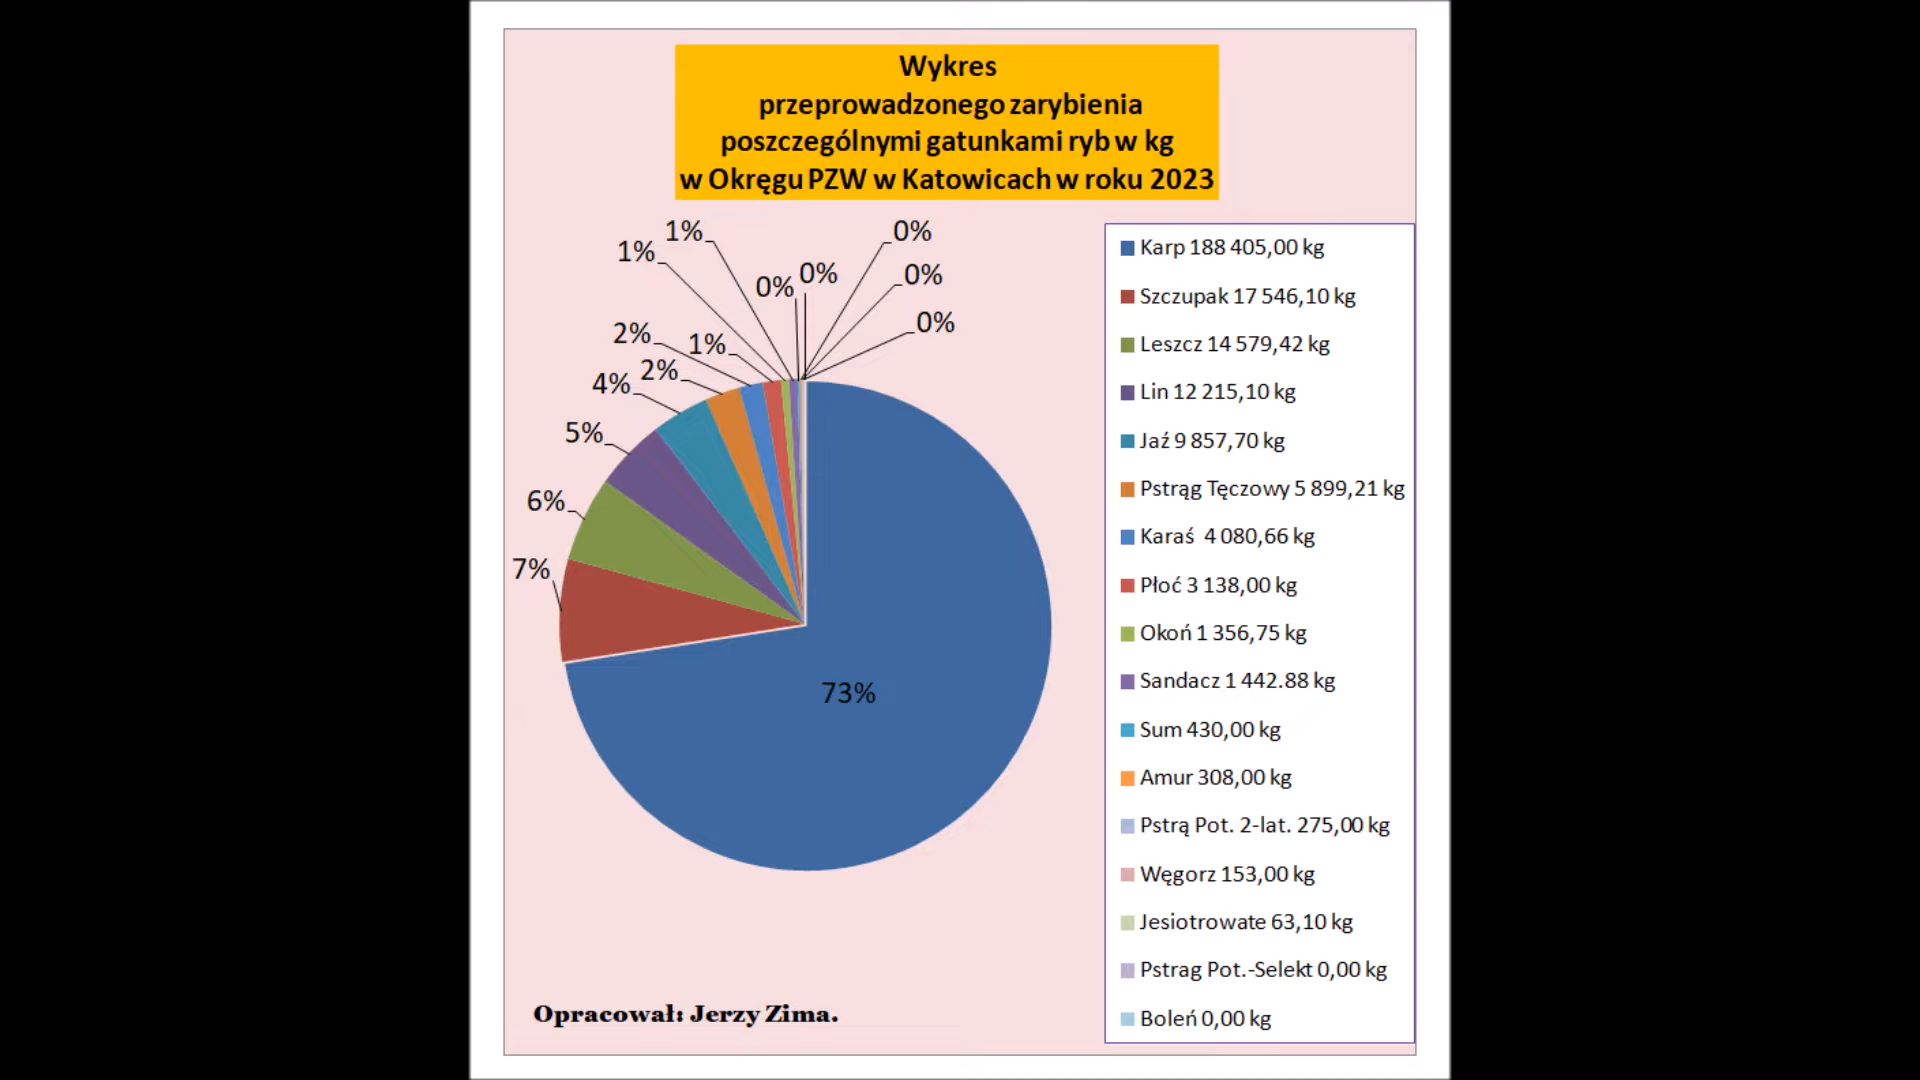 Wykres
przeprowadzonego zarybienia
poszczególnymi gatunkami ryb w kg
w Okręgu PZW w Katowicach w roku 2023
1%
1%
0%
0%
0%
0%
0%
2%
1%
2%
4%
5%
6%
7%
73%
Karp 188 405,00 kg
Szczupak 17 546,10 kg
Leszcz 14 579,42 kg
Lin 12 215,10 kg
Jaź 9 857,70 kg
Pstrąg Tęczowy 5 899,21 kg
Karaś  4 080,66 kg
Płoć 3 138,00 kg
Okoń 1 356,75 kg
Sandacz 1 442.88 kg
Sum 430,00 kg
Amur 308,00 kg
Pstrą Pot. 2-lat. 275,00 kg
Węgorz 153,00 kg
Jesiotrowate 63,10 kg
Pstrag Pot.-Selekt 0,00 kg
Boleń 0,00 kg
Opracował: Jerzy Zima.